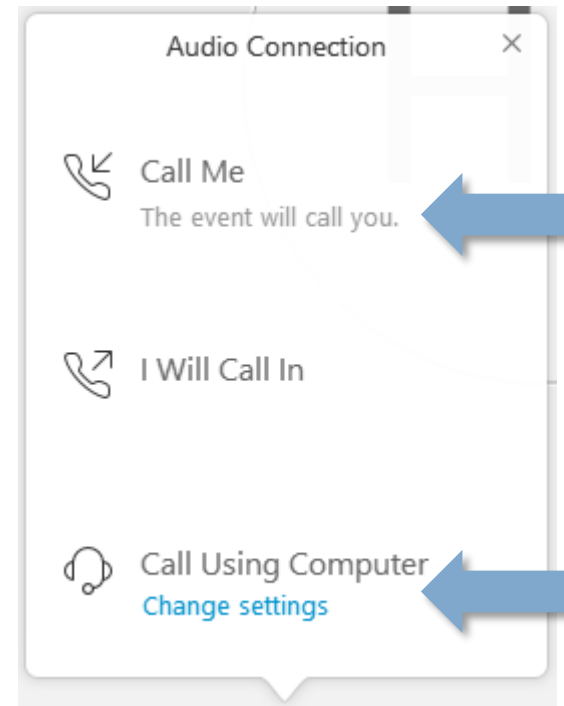 Audio Connection
Call Me
The event will call you.
I Will Call In
Call Using Computer
Change settings